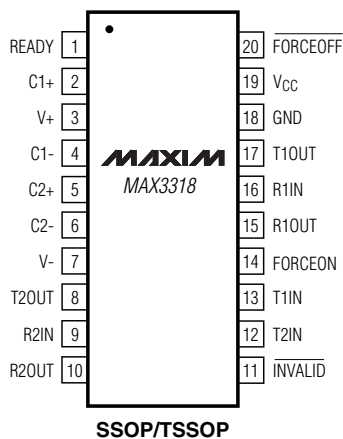 READY 1 20 FORCEOFF
C1+ 2 19 VCC
V+ 3 18 GND
C1- 4 MAXIM 17 T1OUT
C2+ 5 MAX3318 16 R1IN
C2- 6 15 R1OUT
V- 7 14 FORCEON
T2OUT 8 13 T1IN
R2IN 9 12 T2IN
R2OUT 10 11 INVALID
SSOP/TSSOP